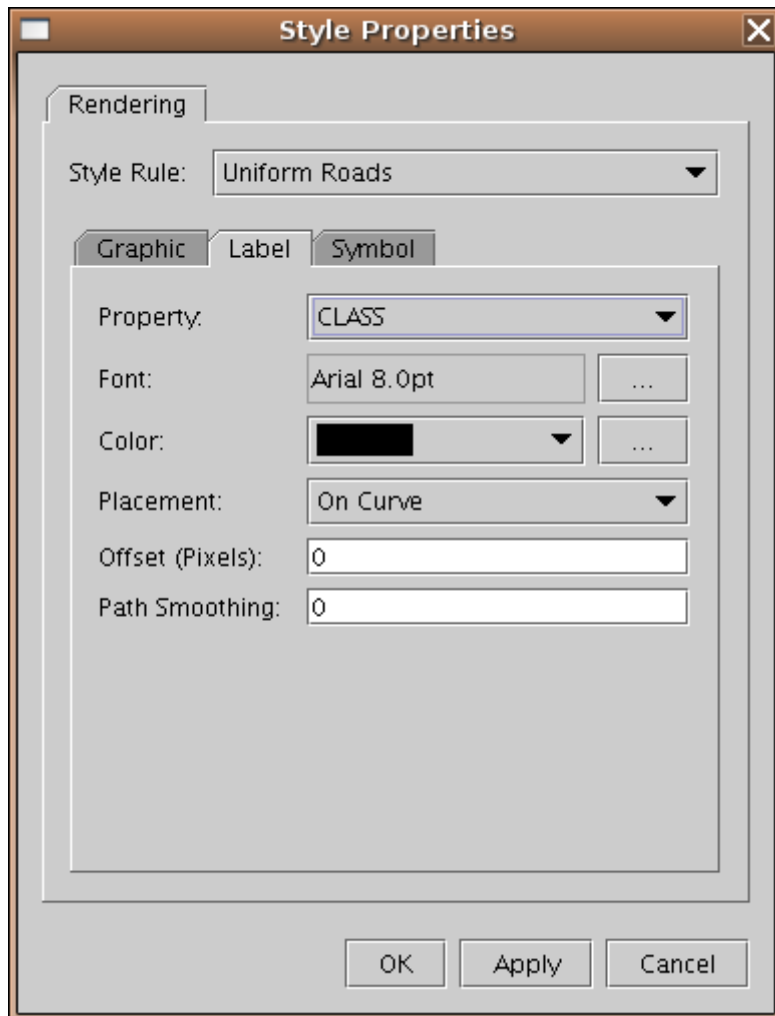 Style Properties
Rendering
Style Rule: Uniform Roads
Graphic Label Symbol
Property: CLASS
Font: Arial 8.0pt ...
Color: ...
Placement: On Curve
Offset (Pixels): 0
Path Smoothing: 0
OK Apply Cancel